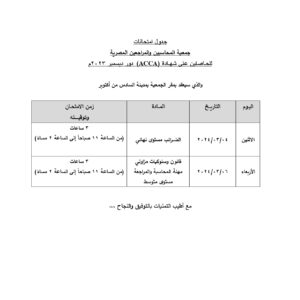 جدول امتحانات
جمعية المحاسبين والمراجعين المصرية
للحاصلين على شهادة (ACCA) دور ديسمبر ٢٠٢٣م
والذي سيعقد بمقر الجمعية بمدينة السادس من أكتوبر
اليوم التاريخ المادة زمن الامتحان وتوقيته
الاثنين ٢٠٢٤/٠٣/٠٤ الضرائب مستوى نهائي ٣ ساعات
(من الساعة ١١ صباحاً إلى الساعة ٢ مساءً)
الأربعاء ٢٠٢٤/٠٣/٠٦ قانون وسلوكيات مزاولي مهنة المحاسبة والمراجعة مستوى متوسط ٣ ساعات
(من الساعة ١١ صباحاً إلى الساعة ٢ مساءً)
مع أطيب التمنيات بالتوفيق والنجاح ،،،